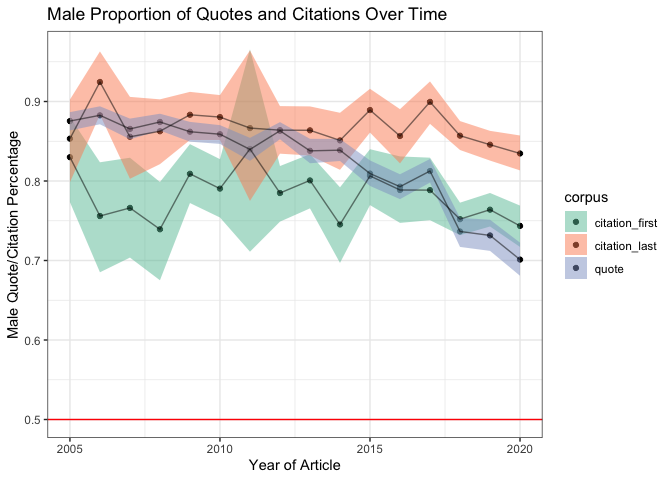 Male Proportion of Quotes and Citations Over Time
Male Quote/Citation Percentage
0.9
0.8
0.7
0.6
0.5
2005
2010
2015
2020
Year of Article
corpus
citation_first
citation_last
quote